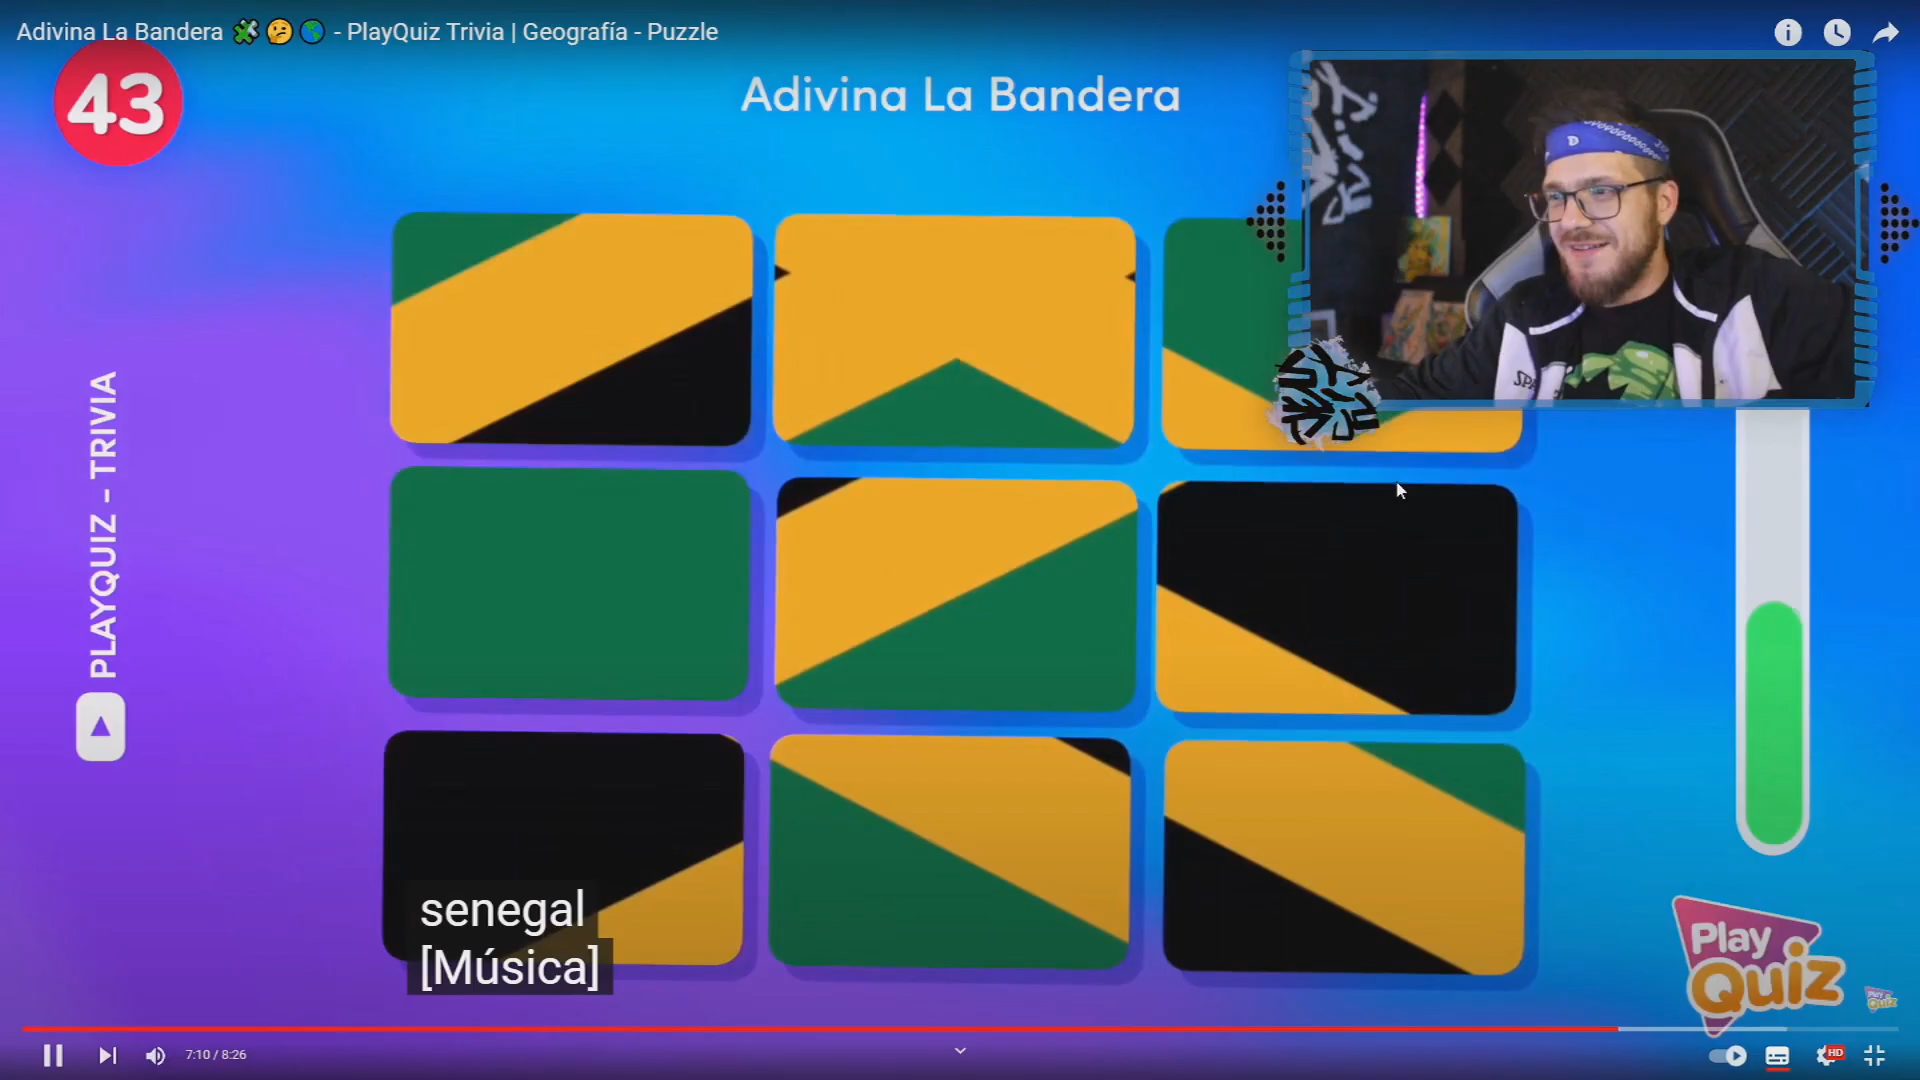 Adivina La Bandera 🧩🤔🌎 - PlayQuiz Trivia | Geografía - Puzzle
43
Adivina La Bandera
PLAYQUIZ - TRIVIA
senegal
[Música]
Play
Quiz
7:10 / 8:26
HD